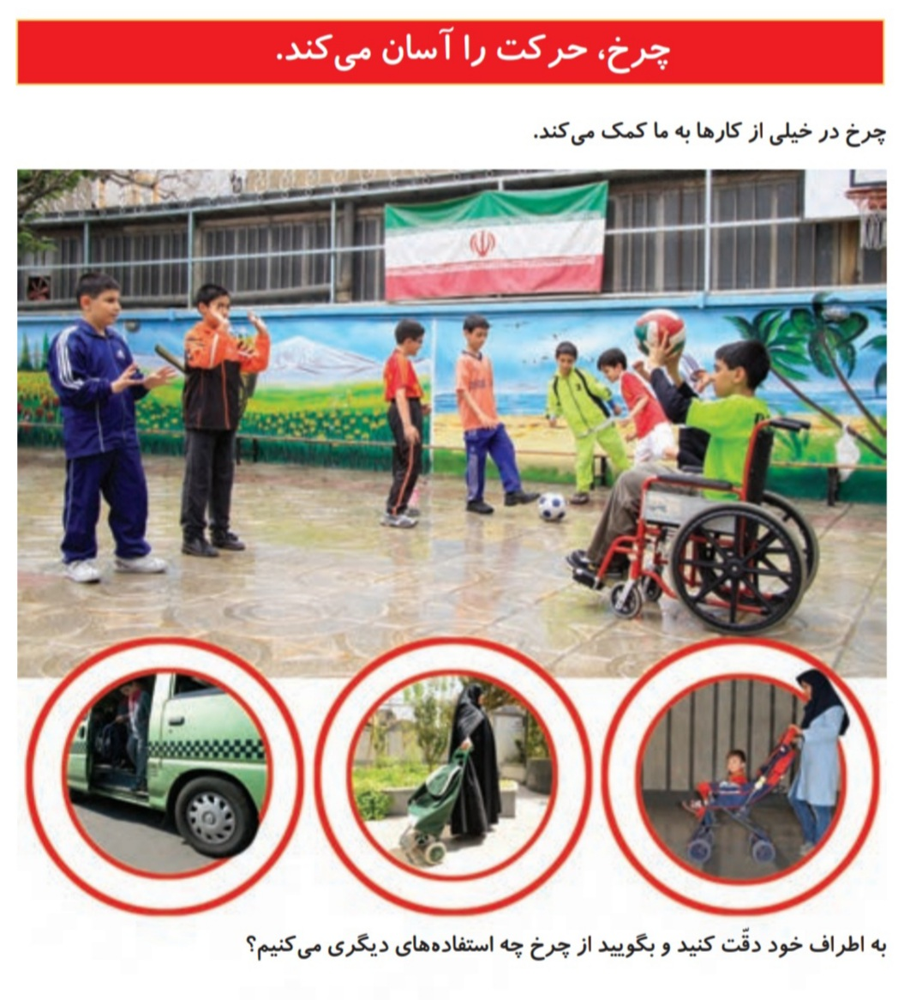 چرخ، حرکت را آسان می‌کند.
چرخ در خیلی از کارها به ما کمک می‌کند.
به اطراف خود دقّت کنید و بگویید از چرخ چه استفاده‌های دیگری می‌کنیم؟